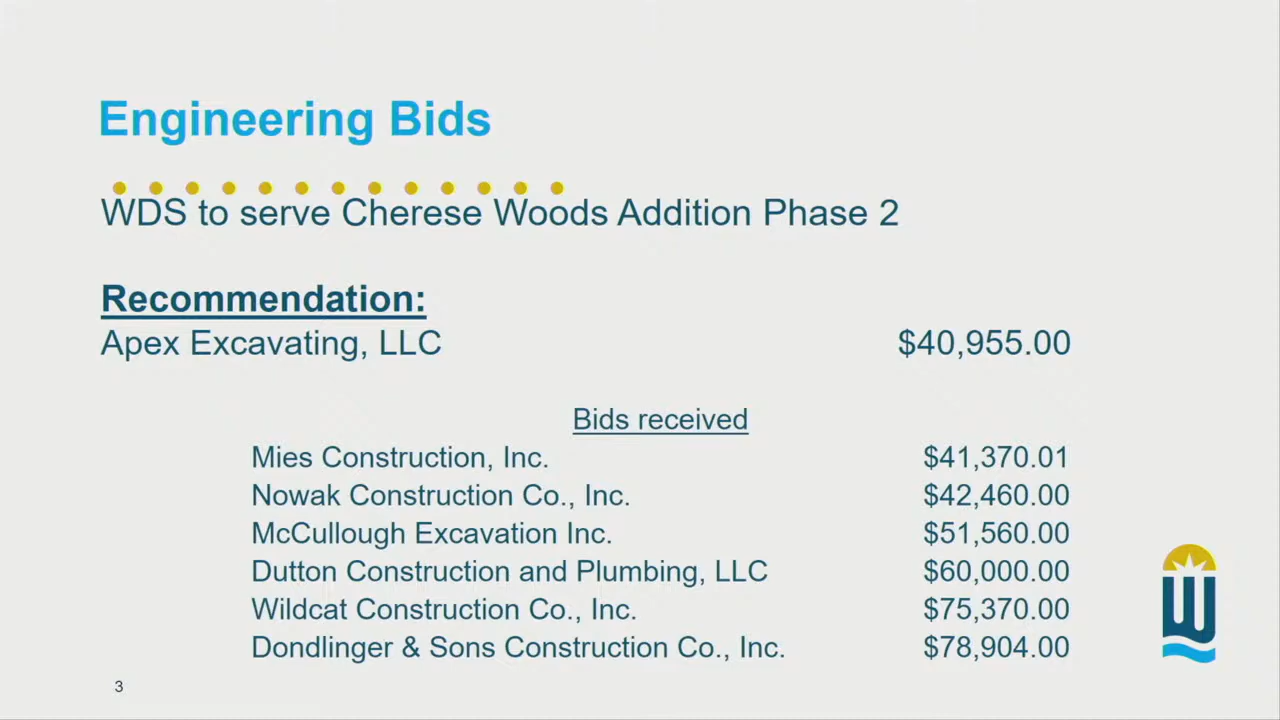 Engineering Bids
WDS to serve Cherese Woods Addition Phase 2
Recommendation:
Apex Excavating, LLC $40,955.00
Bids received
Mies Construction, Inc. $41,370.01
Nowak Construction Co., Inc. $42,460.00
McCullough Excavation Inc. $51,560.00
Dutton Construction and Plumbing, LLC $60,000.00
Wildcat Construction Co., Inc. $75,370.00
Dondlinger & Sons Construction Co., Inc. $78,904.00
W
3